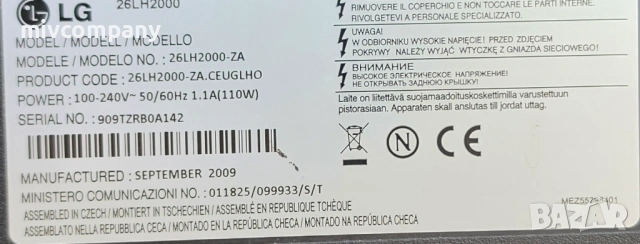 LG
26LH2000
mivcompany
MODEL / MODELL / MODELLO
MODELE / MODELO NO. : 26LH2000-ZA
PRODUCT CODE : 26LH2000-ZA.CEUGLHO
POWER : 100-240V~ 50/60Hz 1.1A(110W)
SERIAL NO. : 909TZRB0A142
MANUFACTURED : SEPTEMBER 2009
MINISTERO COMUNICAZIONI NO. : 011825/099933/S/T
ASSEMBLED IN CZECH / MONTIERT IN TSCHECHIEN / ASSEMBLÉ EN REPUBLIQUE TCHÈQUE
ASSEMBLATO NELLA REPUBBLICA CECA / MONTADO EN LA REPÚBLICA CHECA / MONTADO NA REPÚBLICA CHECA
RIMUOVERE IL COPERCHIO E NON TOCCARE LE PARTI INTERNE.
RIVOLGETEVI A PERSONALE SPECIALIZZATO.
UWAGA!
W ODBIORNIKU WYSOKIE NAPIĘCIE! PRZED ZDJĘCIEM
POKRYWY NALEŻY WYJĄĆ WTYCZKĘ Z GNIAZDA SIECIOWEGO!
ВНИМАНИЕ
ВЫСОКОЕ ЭЛЕКТРИЧЕСКОЕ НАПРЯЖЕНИЕ,
НЕ ОТКРЫВАТЬ ЗАДНЮЮ КРЫШКУ!
Laite on liitettävä suojamaadoituskoskettimilla varustettuun
pistorasiaan. Apparaten skall anslutas till jordat uttag.
N CE
BAZAR